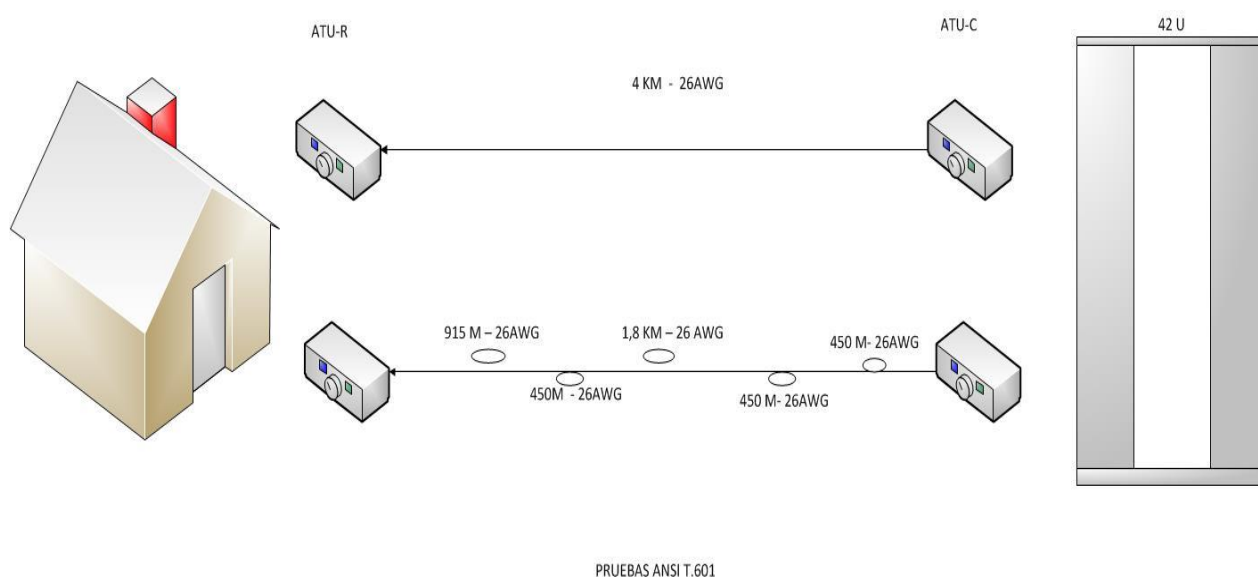 ATU-R
ATU-C
42 U
4 KM - 26AWG
915 M – 26AWG
1,8 KM – 26 AWG
450 M- 26AWG
450M - 26AWG
450 M- 26AWG
PRUEBAS ANSI T.601